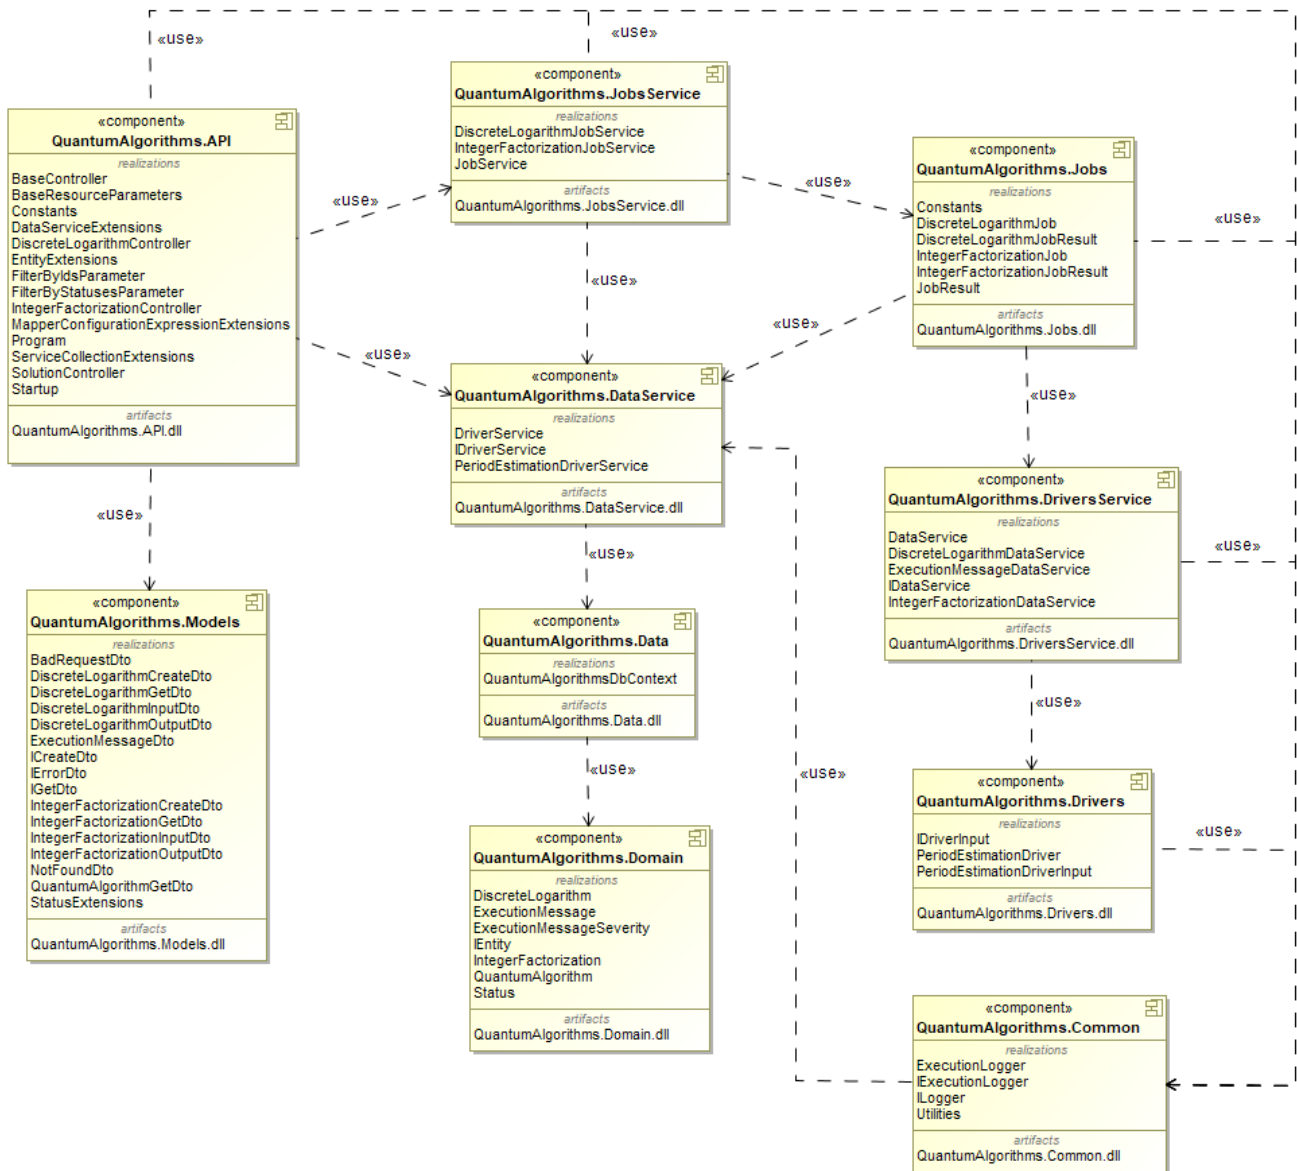 «use»
«use»
«component»
QuantumAlgorithms.API
realizations
BaseController
BaseResourceParameters
Constants
DataServiceExtensions
DiscreteLogarithmController
EntityExtensions
FilterByIdsParameter
FilterByStatusesParameter
IntegerFactorizationController
MapperConfigurationExpressionExtensions
Program
ServiceCollectionExtensions
SolutionController
Startup
artifacts
QuantumAlgorithms.API.dll
«use»
«use»
«use»
«component»
QuantumAlgorithms.Models
realizations
BadRequestDto
DiscreteLogarithmCreateDto
DiscreteLogarithmGetDto
DiscreteLogarithmInputDto
DiscreteLogarithmOutputDto
ExecutionMessageDto
ICreateDto
IErrorDto
IGetDto
IntegerFactorizationCreateDto
IntegerFactorizationGetDto
IntegerFactorizationInputDto
IntegerFactorizationOutputDto
NotFoundDto
QuantumAlgorithmGetDto
StatusExtensions
artifacts
QuantumAlgorithms.Models.dll
«component»
QuantumAlgorithms.JobsService
realizations
DiscreteLogarithmJobService
IntegerFactorizationJobService
JobService
artifacts
QuantumAlgorithms.JobsService.dll
«use»
«use»
«use»
«component»
QuantumAlgorithms.DataService
realizations
DriverService
IDriverService
PeriodEstimationDriverService
artifacts
QuantumAlgorithms.DataService.dll
«use»
«component»
QuantumAlgorithms.Data
realizations
QuantumAlgorithmsDbContext
artifacts
QuantumAlgorithms.Data.dll
«use»
«component»
QuantumAlgorithms.Domain
realizations
DiscreteLogarithm
ExecutionMessage
ExecutionMessageSeverity
IEntity
IntegerFactorization
QuantumAlgorithm
Status
artifacts
QuantumAlgorithms.Domain.dll
«use»
«component»
QuantumAlgorithms.Jobs
realizations
Constants
DiscreteLogarithmJob
DiscreteLogarithmJobResult
IntegerFactorizationJob
IntegerFactorizationJobResult
JobResult
artifacts
QuantumAlgorithms.Jobs.dll
«use»
«use»
«component»
QuantumAlgorithms.DriversService
realizations
DataService
DiscreteLogarithmDataService
ExecutionMessageDataService
IDataService
IntegerFactorizationDataService
artifacts
QuantumAlgorithms.DriversService.dll
«use»
«use»
«component»
QuantumAlgorithms.Drivers
realizations
IDriverInput
PeriodEstimationDriver
PeriodEstimationDriverInput
artifacts
QuantumAlgorithms.Drivers.dll
«use»
«component»
QuantumAlgorithms.Common
realizations
ExecutionLogger
IExecutionLogger
ILogger
Utilities
artifacts
QuantumAlgorithms.Common.dll